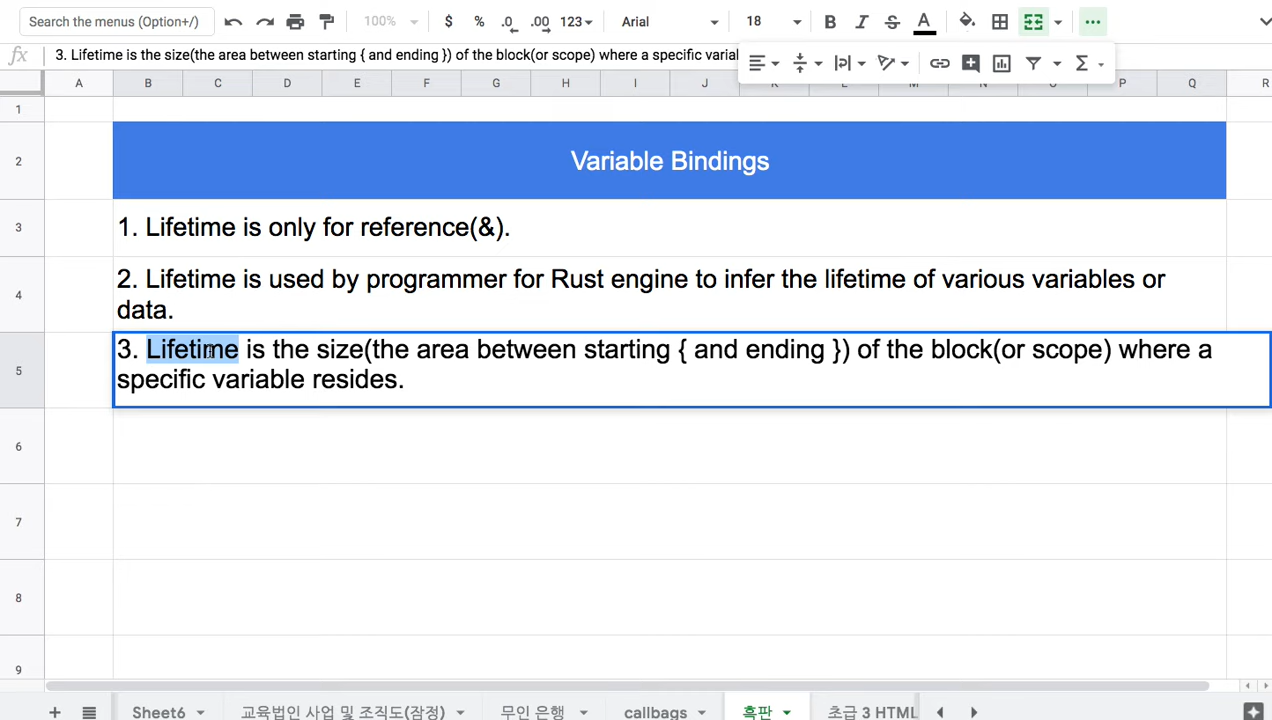 Search the menus (Option+/)
100%
$ % .0 .00 123
Arial
18
B I S A
fx
3. Lifetime is the size(the area between starting { and ending }) of the block(or scope) where a specific varial
A B C D E F G H I J K L M N O P Q R
1
2
Variable Bindings
3
1. Lifetime is only for reference(&).
4
2. Lifetime is used by programmer for Rust engine to infer the lifetime of various variables or
data.
5
3. Lifetime is the size(the area between starting { and ending }) of the block(or scope) where a
specific variable resides.
6
7
8
9
Sheet6 교육법인 사업 및 조직도(잠정) 무인 은행 callbags 흑판 초급 3 HTML